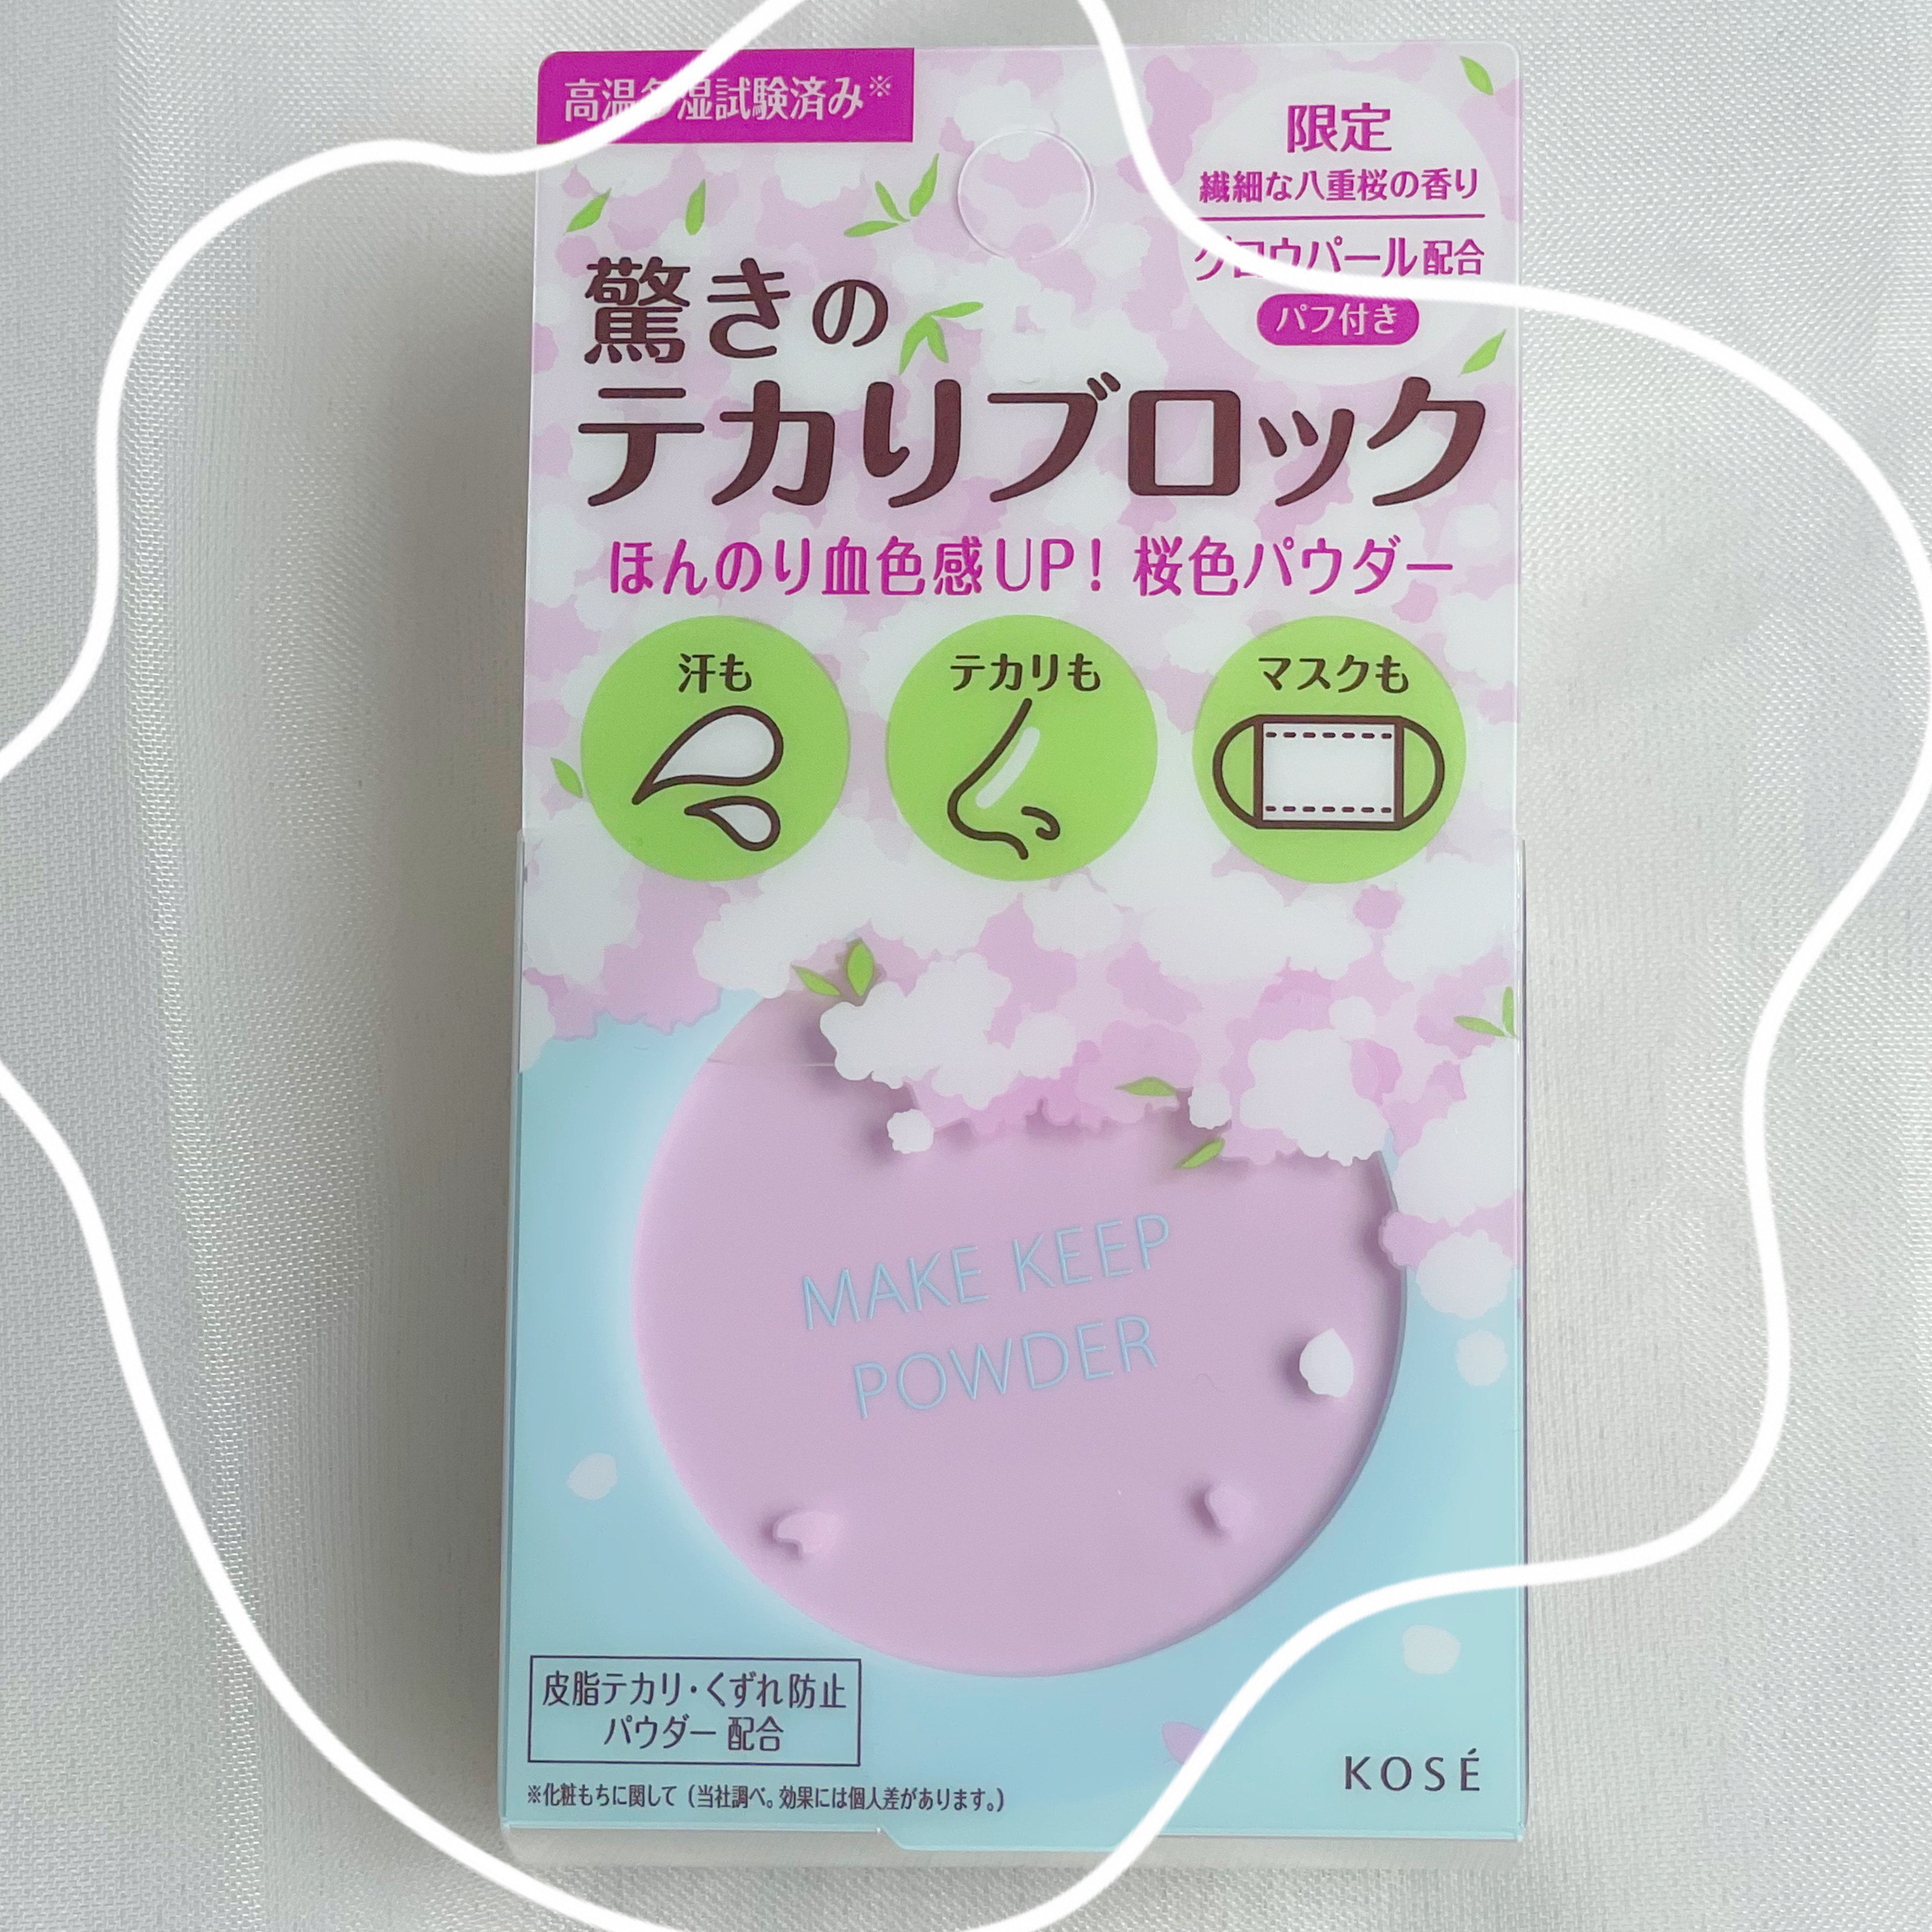 高温多湿試験済み※
限定
繊細な八重桜の香り
グロウパール配合
パフ付き
驚きの
テカリブロック
ほんのり血色感UP! 桜色パウダー
汗も
テカリも
マスクも
MAKE KEEP
POWDER
皮脂テカリ・くずれ防止
パウダー 配合
※化粧もちに関して（当社調べ。効果には個人差があります。）
KOSÉ